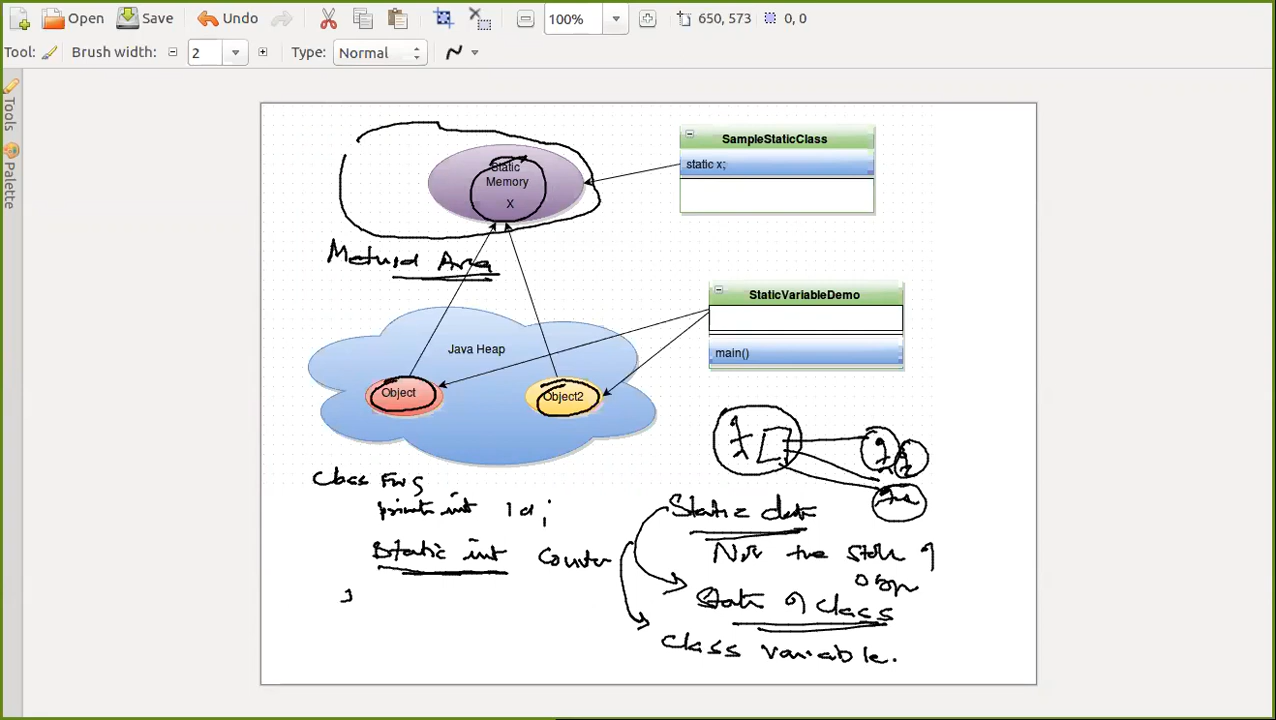 Open Save Undo 100% 650, 573 0, 0
Tool: Brush width: 2 Type: Normal
Tools
Palette
Static
Memory
X
SampleStaticClass
static x;
Method Area
StaticVariableDemo
main()
Java Heap
Object
Object2
Class
private int id;
Static int Counter
Static data
Not the state of
State of class
Class variable.